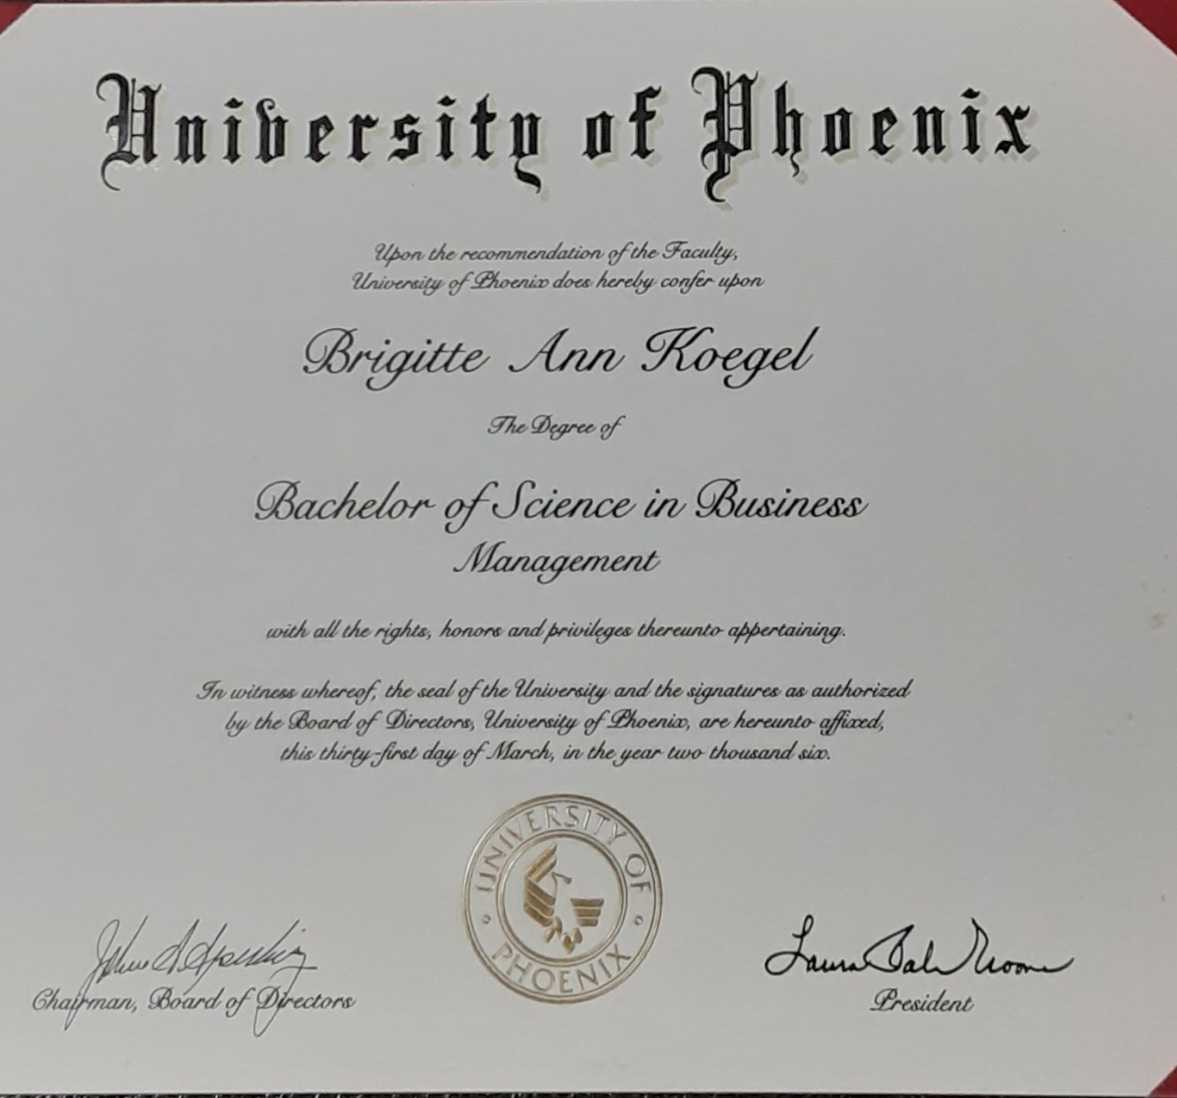 University of Phoenix
Upon the recommendation of the Faculty,
University of Phoenix does hereby confer upon
Brigitte Ann Koegel
The Degree of
Bachelor of Science in Business
Management
with all the rights, honors and privileges thereunto appertaining.
In witness whereof, the seal of the University and the signatures as authorized
by the Board of Directors, University of Phoenix, are hereunto affixed,
this thirty-first day of March, in the year two thousand six.
UNIVERSITY OF PHOENIX
Chairman, Board of Directors
President